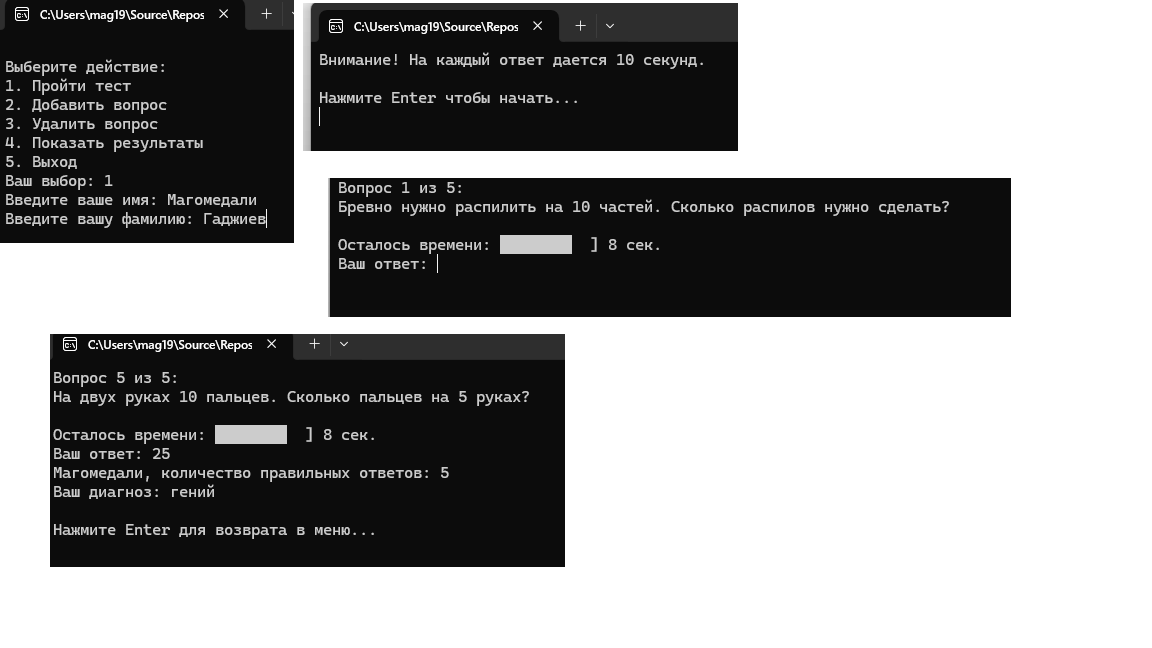 C:\Users\mag19\Source\Repos
Выберите действие:
1. Пройти тест
2. Добавить вопрос
3. Удалить вопрос
4. Показать результаты
5. Выход
Ваш выбор: 1
Введите ваше имя: Магомедали
Введите вашу фамилию: Гаджиев
C:\Users\mag19\Source\Repos
Внимание! На каждый ответ дается 10 секунд.
Нажмите Enter чтобы начать...
Вопрос 1 из 5:
Бревно нужно распилить на 10 частей. Сколько распилов нужно сделать?
Осталось времени: ] 8 сек.
Ваш ответ:
C:\Users\mag19\Source\Repos
Вопрос 5 из 5:
На двух руках 10 пальцев. Сколько пальцев на 5 руках?
Осталось времени: ] 8 сек.
Ваш ответ: 25
Магомедали, количество правильных ответов: 5
Ваш диагноз: гений
Нажмите Enter для возврата в меню...